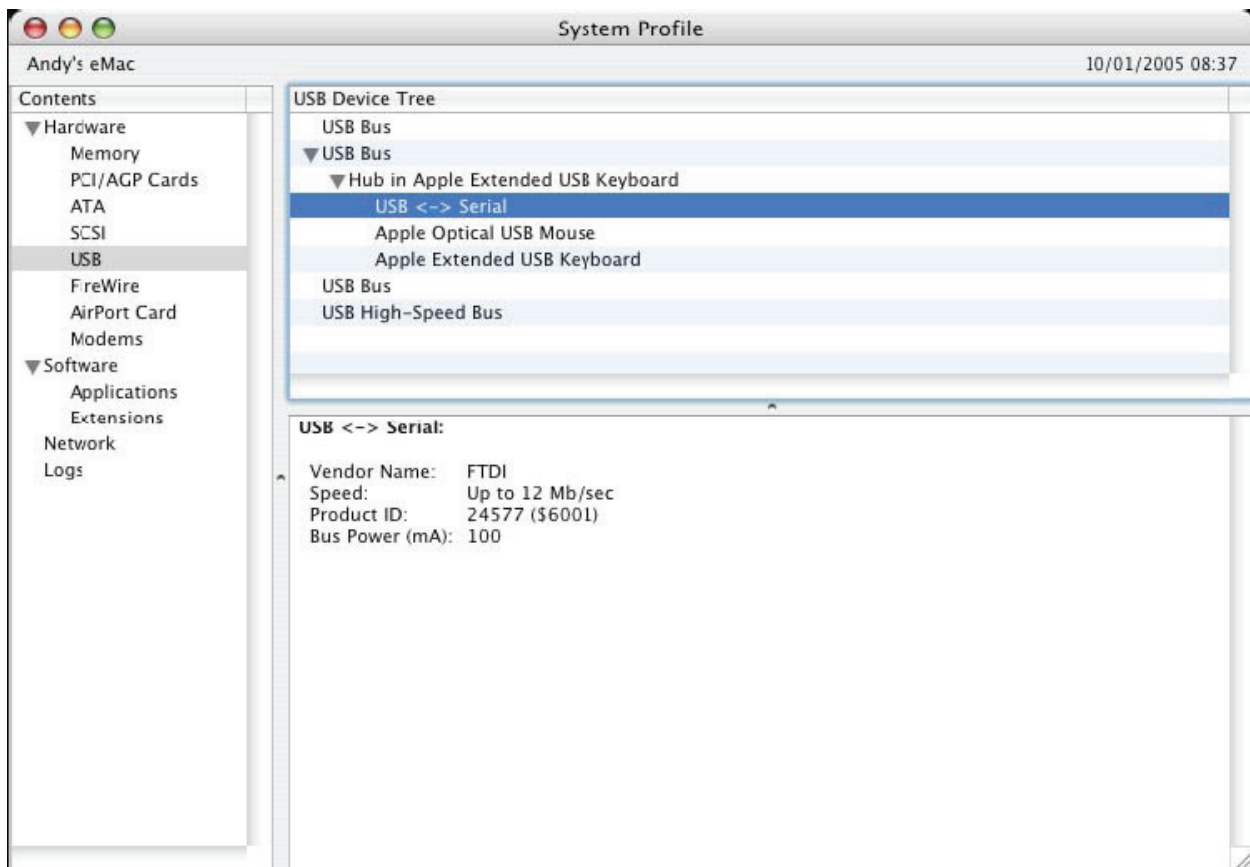 System Profile
Andy's eMac
10/01/2005 08:37
Contents
Hardware
Memory
PCI/AGP Cards
ATA
SCSI
USB
FireWire
AirPort Card
Modems
Software
Applications
Extensions
Network
Logs
USB Device Tree
USB Bus
USB Bus
Hub in Apple Extended USB Keyboard
USB <-> Serial
Apple Optical USB Mouse
Apple Extended USB Keyboard
USB Bus
USB High-Speed Bus
USB <-> Serial:
Vendor Name: FTDI
Speed: Up to 12 Mb/sec
Product ID: 24577 ($6001)
Bus Power (mA): 100